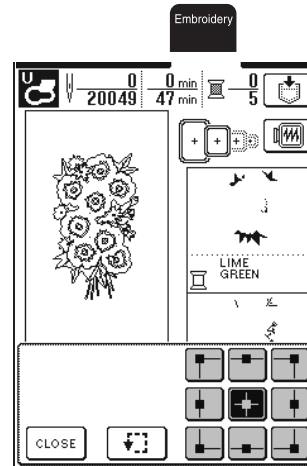 Embroidery
U
0 0 min 0
20049 47 min 5
LIME
GREEN
CLOSE